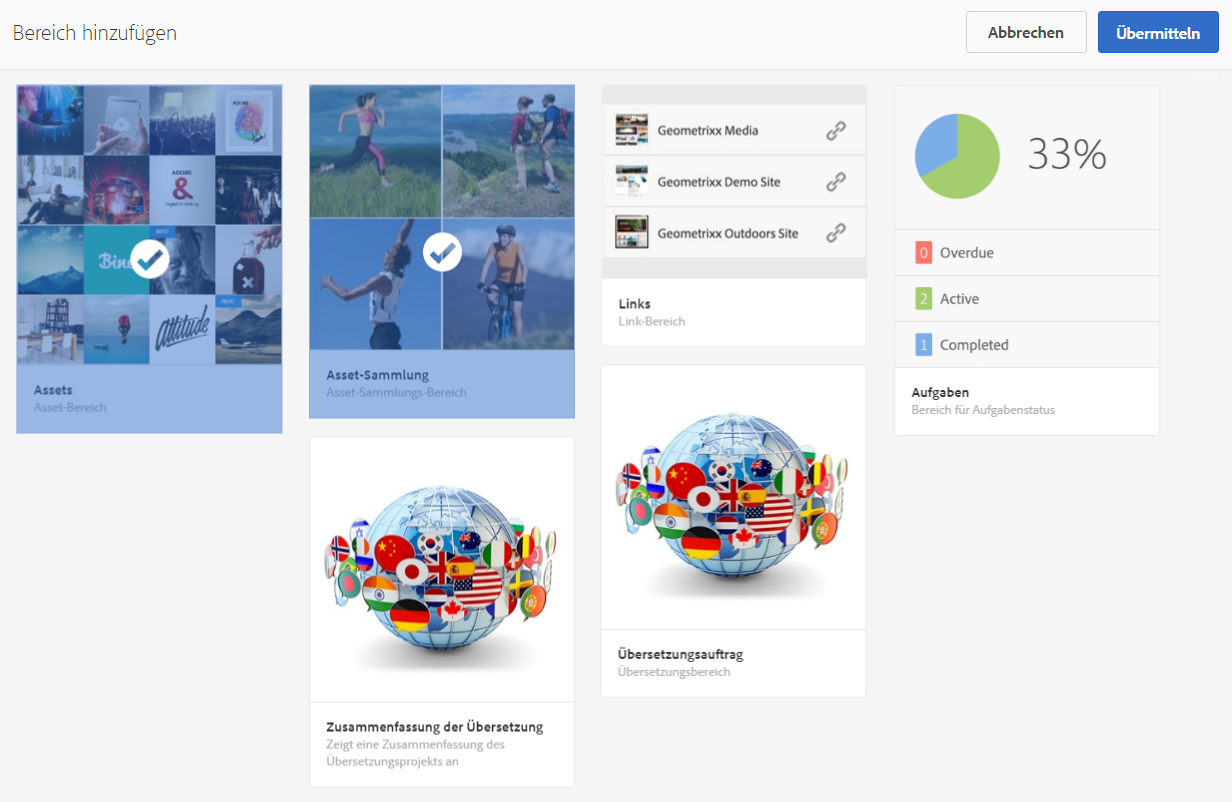 Bereich hinzufügen
Abbrechen
Übermitteln
ADOBE
ADOBE
&
Bin
Attitude
Assets
Asset-Bereich
Asset-Sammlung
Asset-Sammlungs-Bereich
Zusammenfassung der Übersetzung
Zeigt eine Zusammenfassung des
Übersetzungsprojekts an
Geometrixx Media
Geometrixx Demo Site
Geometrixx Outdoors Site
Links
Link-Bereich
Übersetzungsauftrag
Übersetzungsbereich
33%
0 Overdue
2 Active
1 Completed
Aufgaben
Bereich für Aufgabenstatus